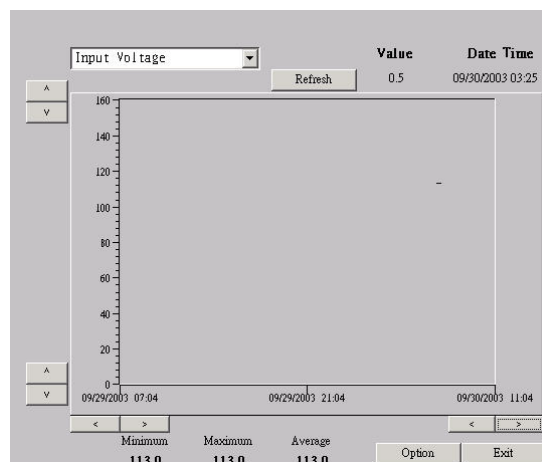 Input Voltage
Value Date Time
Refresh 0.5 09/30/2003 03:25
^
v
160
140
120
100
80
60
40
20
0
^
v
09/29/2003 07:04 09/29/2003 21:04 09/30/2003 11:04
< > < >
Minimum Maximum Average
113.0 113.0 113.0
Option Exit